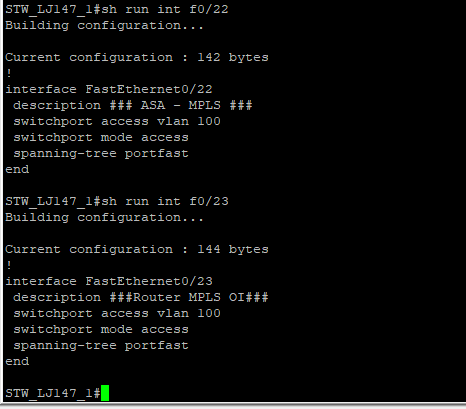 STW_LJ147_1#sh run int f0/22
Building configuration...
Current configuration : 142 bytes
!
interface FastEthernet0/22
description ### ASA - MPLS ###
switchport access vlan 100
switchport mode access
spanning-tree portfast
end
STW_LJ147_1#sh run int f0/23
Building configuration...
Current configuration : 144 bytes
!
interface FastEthernet0/23
description ###Router MPLS OI###
switchport access vlan 100
switchport mode access
spanning-tree portfast
end
STW_LJ147_1#